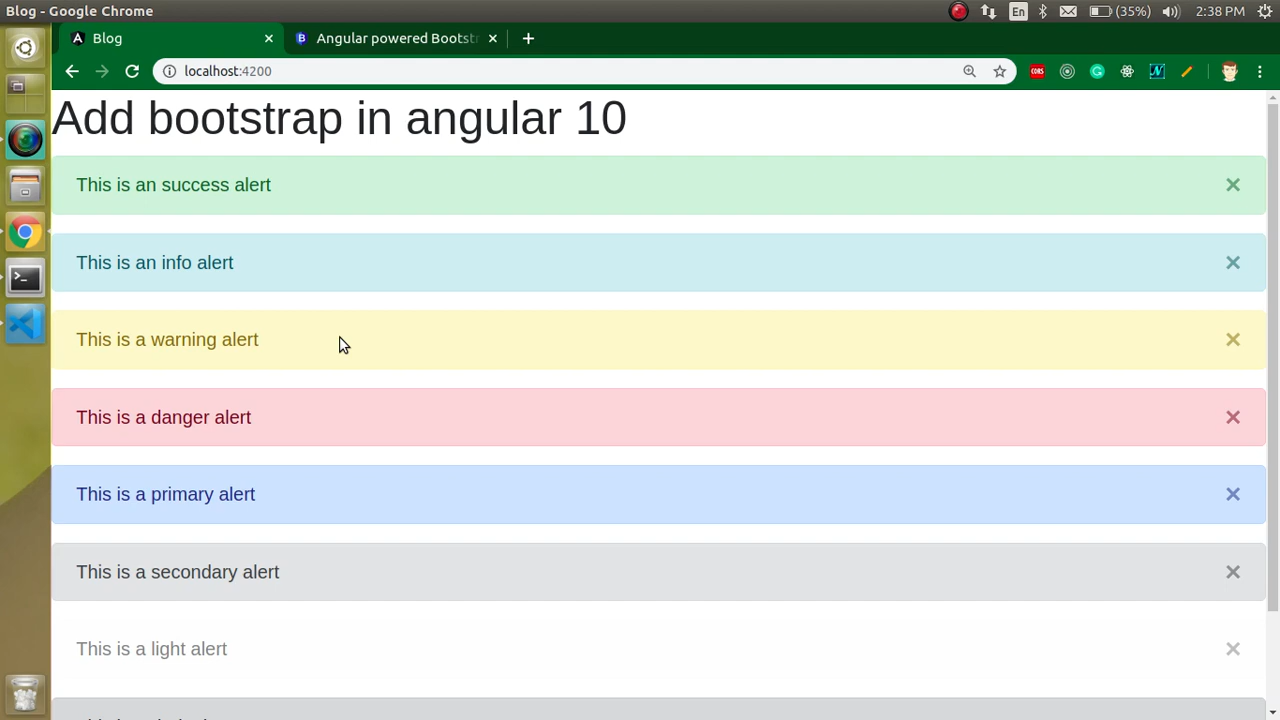 Blog - Google Chrome
En
(35%)
2:38 PM
Blog
Angular powered Bootst
localhost:4200
CORS
Add bootstrap in angular 10
This is an success alert
This is an info alert
This is a warning alert
This is a danger alert
This is a primary alert
This is a secondary alert
This is a light alert